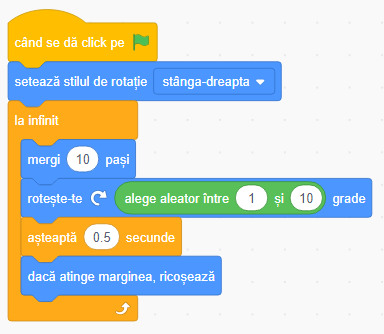 când se dă click pe
setează stilul de rotație stânga-dreapta
la infinit
mergi 10 pași
rotește-te alege aleator între 1 și 10 grade
așteaptă 0.5 secunde
dacă atinge marginea, ricoșează